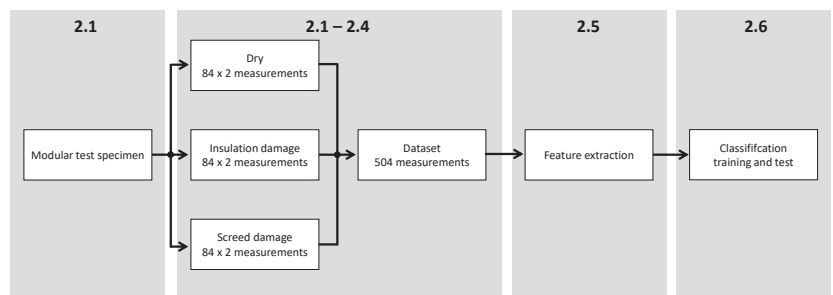 2.1
2.1 – 2.4
2.5
2.6
Modular test specimen
Dry
84 x 2 measurements
Insulation damage
84 x 2 measurements
Screed damage
84 x 2 measurements
Dataset
504 measurements
Feature extraction
Classififcation
training and test